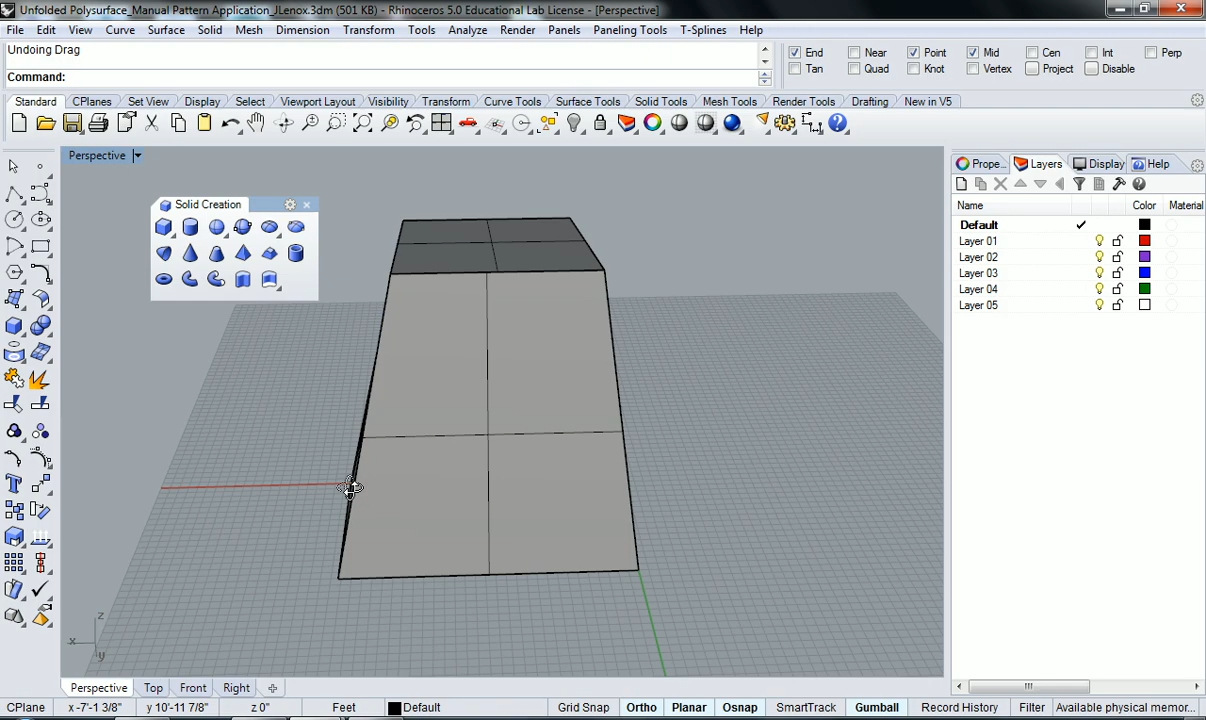 Unfolded Polysurface_Manual Pattern Application_JLenox.3dm (501 KB) - Rhinoceros 5.0 Educational Lab License - [Perspective]
File Edit View Curve Surface Solid Mesh Dimension Transform Tools Analyze Render Panels Paneling Tools T-Splines Help
Undoing Drag
Command:
End Near Point Mid Cen Int Perp
Tan Quad Knot Vertex Project Disable
Standard CPlanes Set View Display Select Viewport Layout Visibility Transform Curve Tools Surface Tools Solid Tools Mesh Tools Render Tools Drafting New in V5
Perspective
Prope... Layers Display Help
Solid Creation
Name Color Material
Default
Layer 01
Layer 02
Layer 03
Layer 04
Layer 05
z
x
y
Perspective Top Front Right
CPlane x -7'-1 3/8" y 10'-11 7/8" z 0" Feet Default Grid Snap Ortho Planar Osnap SmartTrack Gumball Record History Filter Available physical memor...